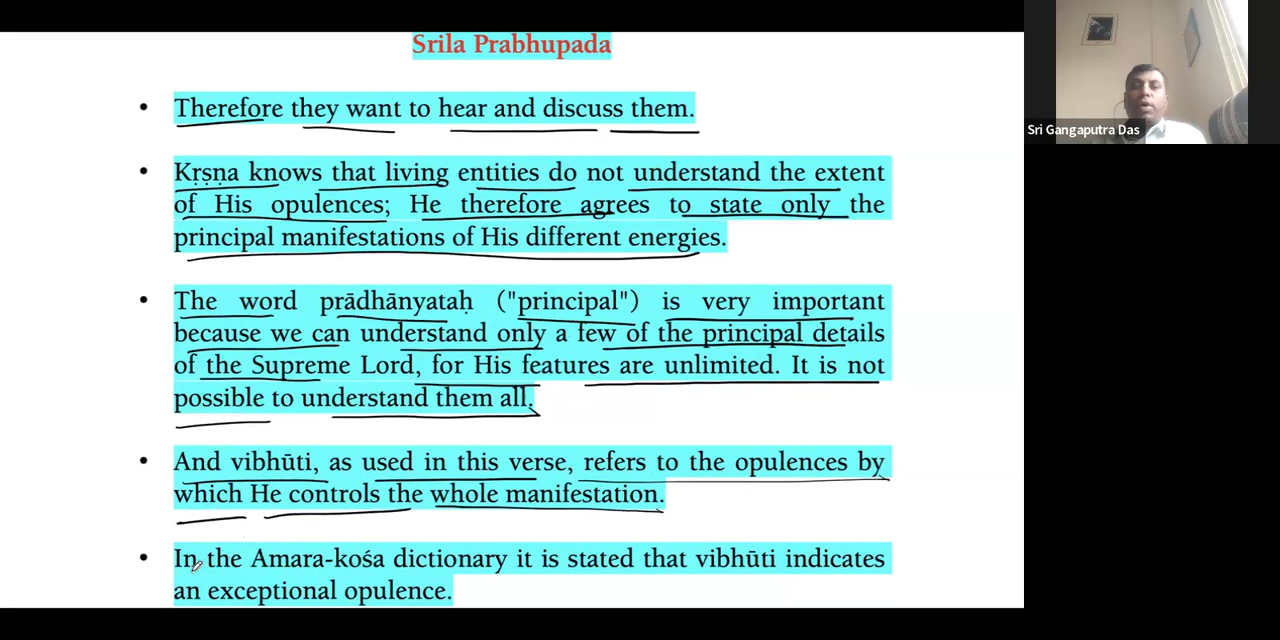 Srila Prabhupada
• Therefore they want to hear and discuss them.
• Kṛṣṇa knows that living entities do not understand the extent
of His opulences; He therefore agrees to state only the
principal manifestations of His different energies.
• The word prādhānyataḥ ("principal") is very important
because we can understand only a few of the principal details
of the Supreme Lord, for His features are unlimited. It is not
possible to understand them all.
• And vibhūti, as used in this verse, refers to the opulences by
which He controls the whole manifestation.
• In the Amara-kośa dictionary it is stated that vibhūti indicates
an exceptional opulence.
Sri Gangaputra Das